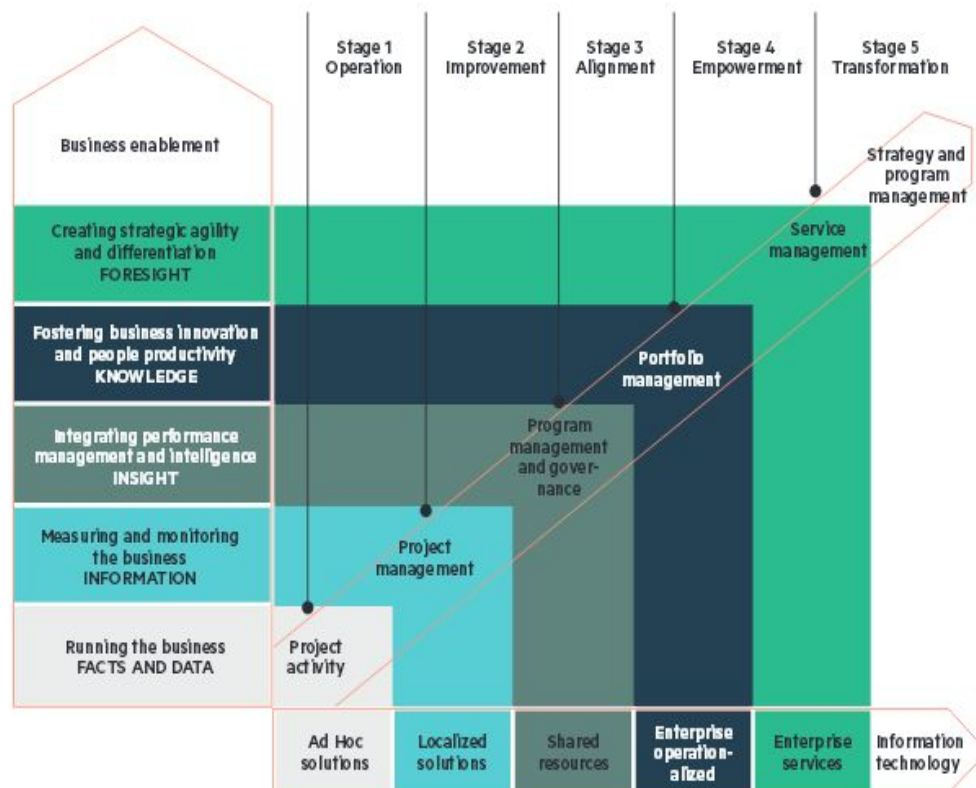 Stage 1
Operation
Stage 2
Improvement
Stage 3
Alignment
Stage 4
Empowerment
Stage 5
Transformation
Business enablement
Strategy and
program
management
Creating strategic agility
and differentiation
FORESIGHT
Service
management
Fostering business innovation
and people productivity
KNOWLEDGE
Portfolio
management
Integrating performance
management and intelligence
INSIGHT
Program
management
and gover-
nance
Measuring and monitoring
the business
INFORMATION
Project
management
Running the business
FACTS AND DATA
Project
activity
Ad Hoc
solutions
Localized
solutions
Shared
resources
Enterprise
operation-
alized
Enterprise
services
Information
technology